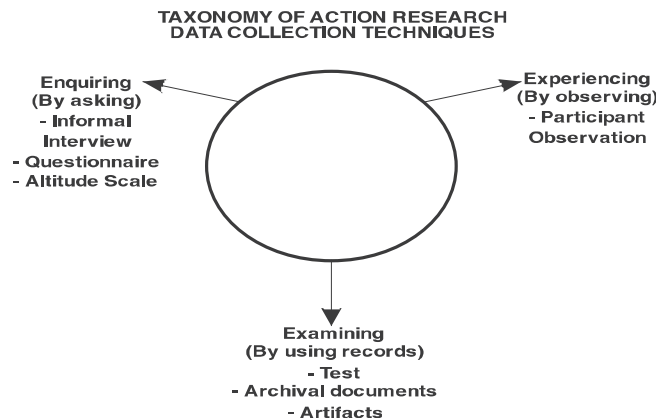 TAXONOMY OF ACTION RESEARCH
DATA COLLECTION TECHNIQUES
Enquiring
(By asking)
- Informal
Interview
- Questionnaire
- Altitude Scale
Experiencing
(By observing)
- Participant
Observation
Examining
(By using records)
- Test
- Archival documents
- Artifacts